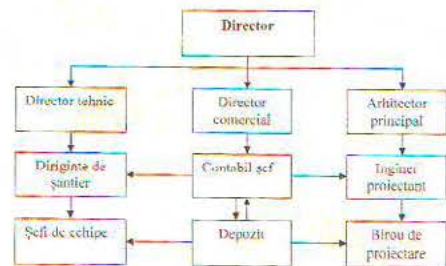 Director
Director tehnic
Director
comercial
Arhitector
principal
Diriginte de
șantier
Contabil șef
Inginer
proiectant
Șefi de echipe
Depozit
Birou de
proiectare